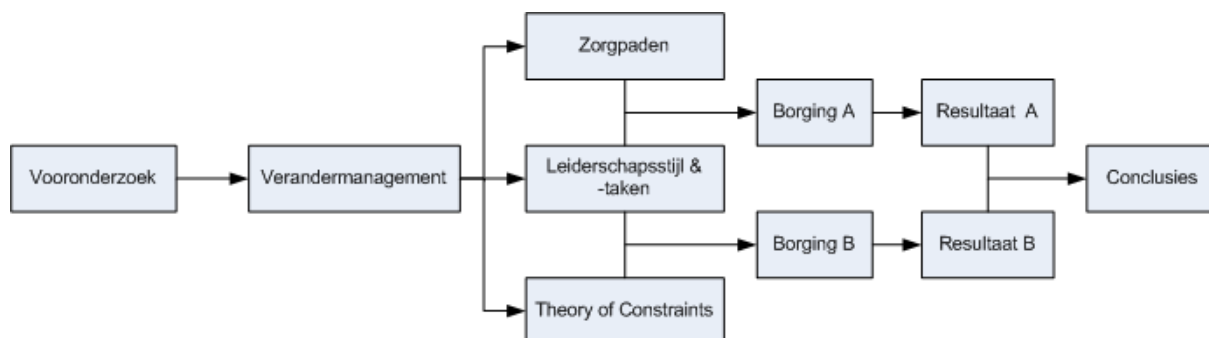 Vooronderzoek
Verandermanagement
Zorgpaden
Leiderschapsstijl &
-taken
Theory of Constraints
Borging A
Borging B
Resultaat A
Resultaat B
Conclusies